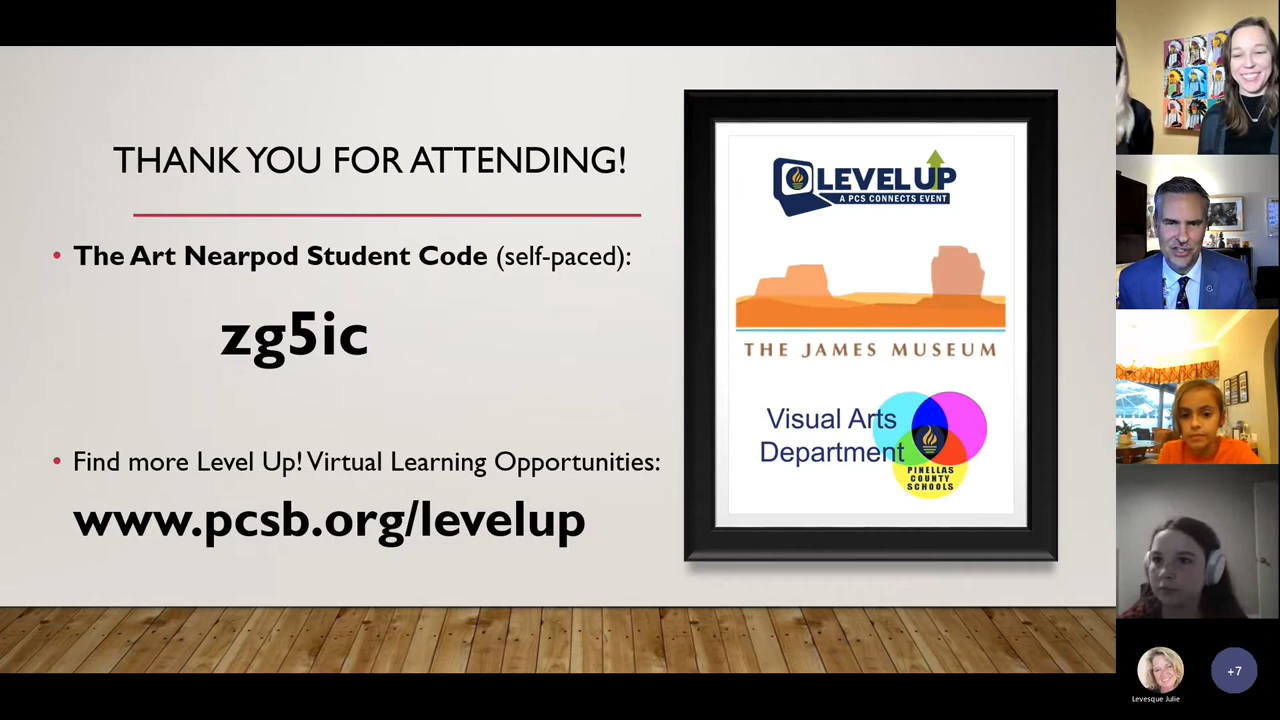 THANK YOU FOR ATTENDING!
• The Art Nearpod Student Code (self-paced):
zg5ic
• Find more Level Up! Virtual Learning Opportunities:
www.pcsb.org/levelup
LEVEL UP
A PCS CONNECTS EVENT
THE JAMES MUSEUM
Visual Arts
Department
PINELLAS
COUNTY
SCHOOLS
Levesque Julie
+7